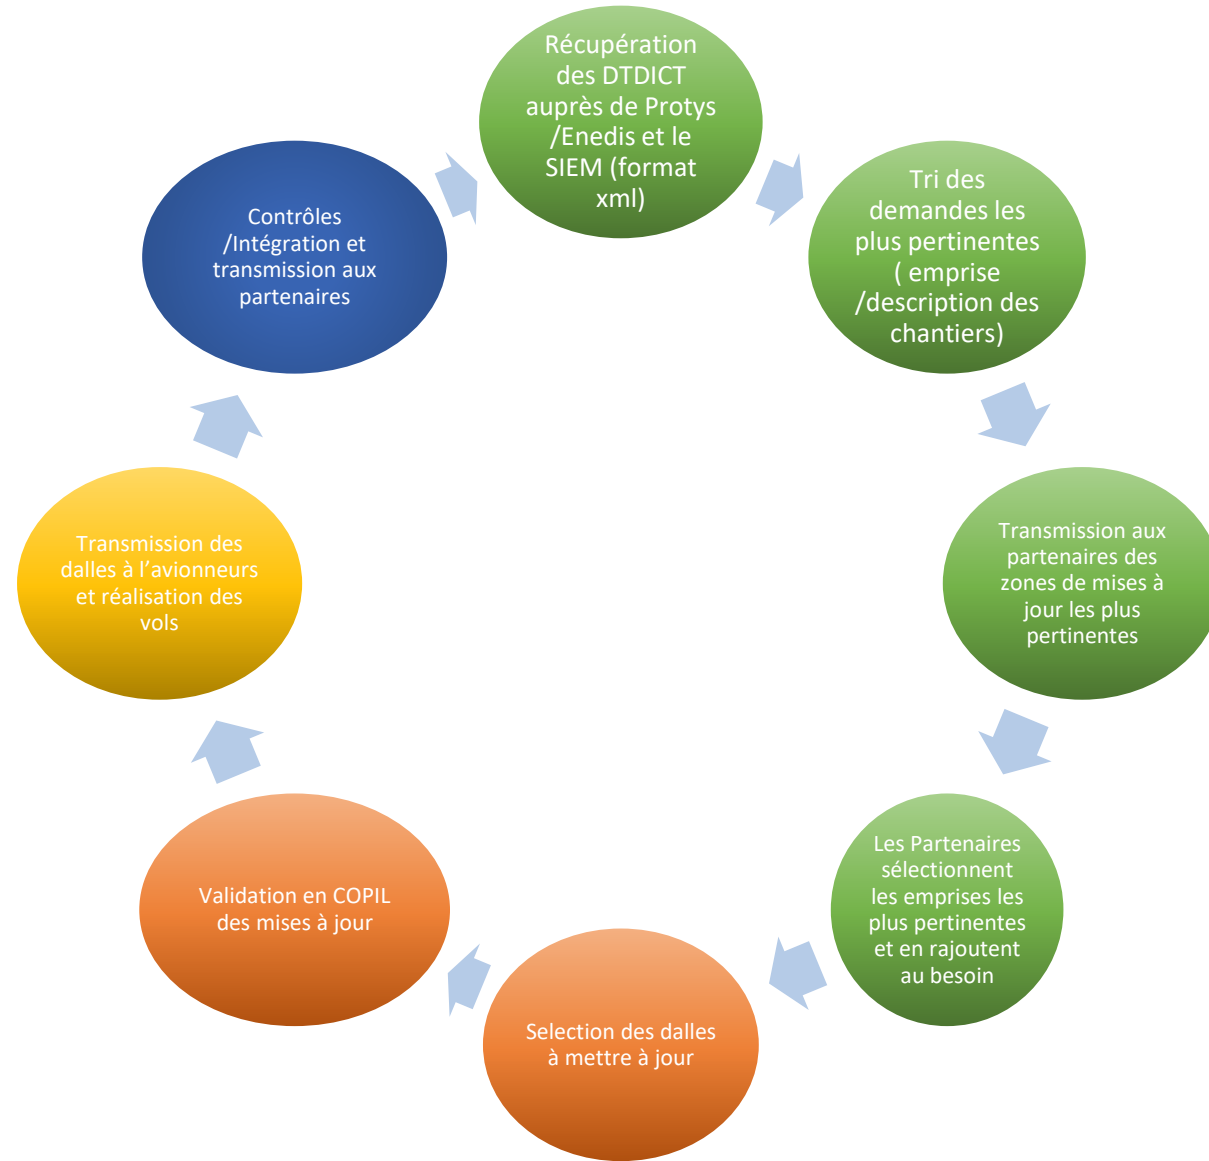 Récupération
des DTDICT
auprès de Protys
/Enedis et le
SIEM (format
xml)
Tri des
demandes les
plus pertinentes
( emprise
/description des
chantiers)
Transmission aux
partenaires des
zones de mises à
jour les plus
pertinentes
Les Partenaires
sélectionnent
les emprises les
plus pertinentes
et en rajoutent
au besoin
Selection des dalles
à mettre à jour
Validation en COPIL
des mises à jour
Transmission des
dalles à l’avionneurs
et réalisation des
vols
Contrôles
/Intégration et
transmission aux
partenaires